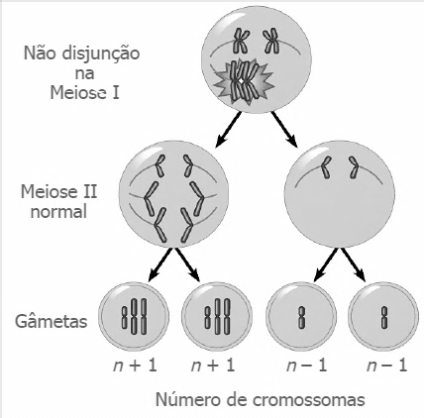 Não disjunção
na
Meiose I
Meiose II
normal
Gâmetas
n + 1 n + 1 n – 1 n – 1
Número de cromossomas